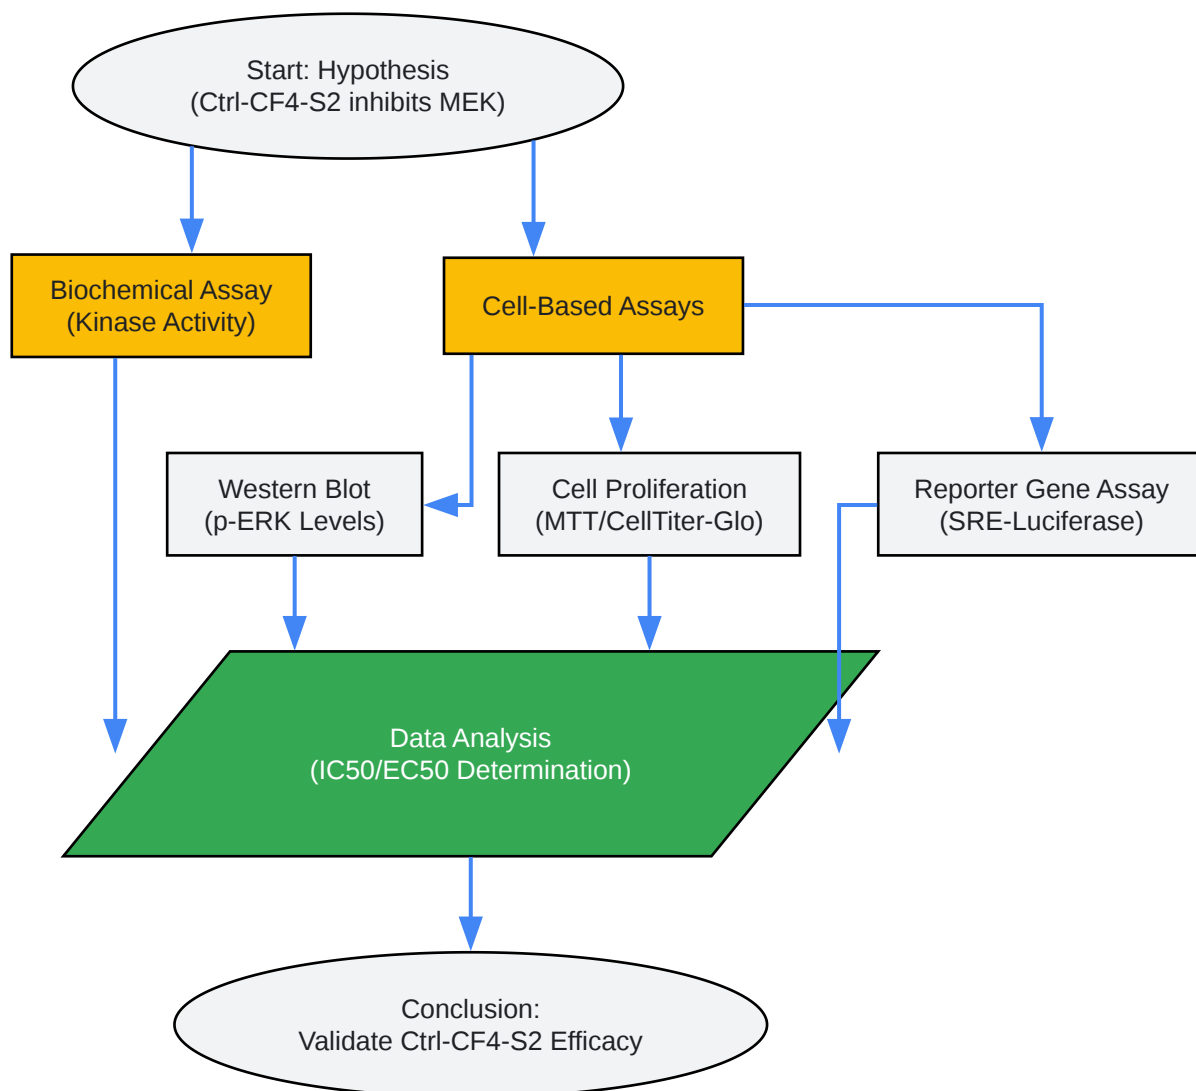 Start: Hypothesis
(Ctrl-CF4-S2 inhibits MEK)
Biochemical Assay
(Kinase Activity)
Cell-Based Assays
Western Blot
(p-ERK Levels)
Cell Proliferation
(MTT/CellTiter-Glo)
Reporter Gene Assay
(SRE-Luciferase)
Data Analysis
(IC50/EC50 Determination)
Conclusion:
Validate Ctrl-CF4-S2 Efficacy